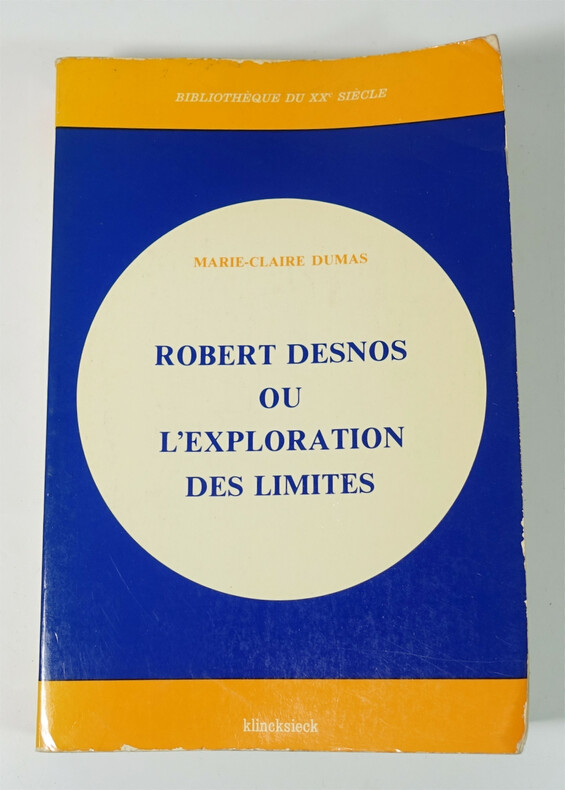 BIBLIOTHÈQUE DU XXᵉ SIÈCLE
MARIE-CLAIRE DUMAS
ROBERT DESNOS
OU
L'EXPLORATION
DES LIMITES
klincksieck